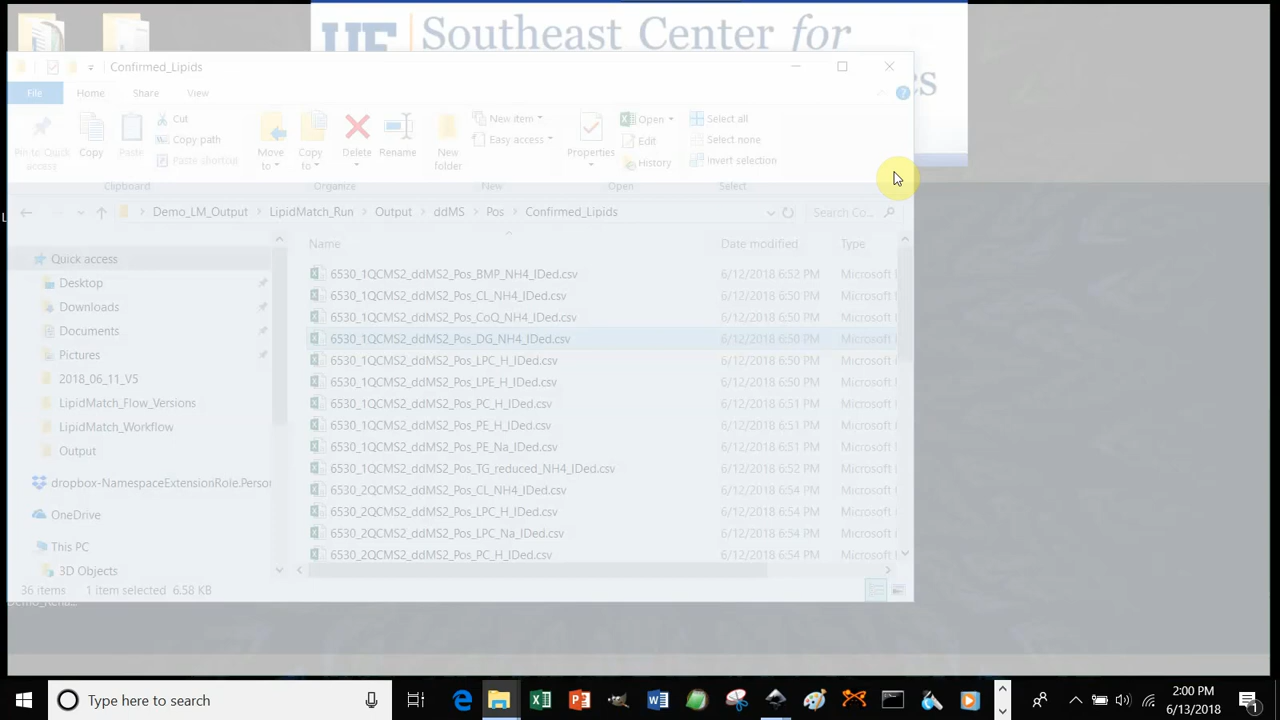 UF Southeast Center for
es
Confirmed_Lipids
File Home Share View
Pin to Quick access
Copy
Paste
Cut
Copy path
Paste shortcut
Move to
Copy to
Delete
Rename
New folder
New item
Easy access
Properties
Open
Edit
History
Select all
Select none
Invert selection
Clipboard Organize New Open Select
Demo_LM_Output LipidMatch_Run Output ddMS Pos Confirmed_Lipids
Search Co...
Name Date modified Type
Quick access
Desktop
Downloads
Documents
Pictures
2018_06_11_V5
LipidMatch_Flow_Versions
LipidMatch_Workflow
Output
dropbox-NamespaceExtensionRole.Person
OneDrive
This PC
3D Objects
6530_1QCMS2_ddMS2_Pos_BMP_NH4_IDed.csv 6/12/2018 6:52 PM Microsoft
6530_1QCMS2_ddMS2_Pos_CL_NH4_IDed.csv 6/12/2018 6:50 PM Microsoft
6530_1QCMS2_ddMS2_Pos_CoQ_NH4_IDed.csv 6/12/2018 6:50 PM Microsoft
6530_1QCMS2_ddMS2_Pos_DG_NH4_IDed.csv 6/12/2018 6:50 PM Microsoft
6530_1QCMS2_ddMS2_Pos_LPC_H_IDed.csv 6/12/2018 6:50 PM Microsoft
6530_1QCMS2_ddMS2_Pos_LPE_H_IDed.csv 6/12/2018 6:50 PM Microsoft
6530_1QCMS2_ddMS2_Pos_PC_H_IDed.csv 6/12/2018 6:51 PM Microsoft
6530_1QCMS2_ddMS2_Pos_PE_H_IDed.csv 6/12/2018 6:51 PM Microsoft
6530_1QCMS2_ddMS2_Pos_PE_Na_IDed.csv 6/12/2018 6:51 PM Microsoft
6530_1QCMS2_ddMS2_Pos_TG_reduced_NH4_IDed.csv 6/12/2018 6:52 PM Microsoft
6530_2QCMS2_ddMS2_Pos_CL_NH4_IDed.csv 6/12/2018 6:54 PM Microsoft
6530_2QCMS2_ddMS2_Pos_LPC_H_IDed.csv 6/12/2018 6:54 PM Microsoft
6530_2QCMS2_ddMS2_Pos_LPC_Na_IDed.csv 6/12/2018 6:54 PM Microsoft
6530_2QCMS2_ddMS2_Pos_PC_H_IDed.csv 6/12/2018 6:54 PM Microsoft
36 items 1 item selected 6.58 KB
Demo_Rena...
Type here to search
2:00 PM
6/13/2018
1